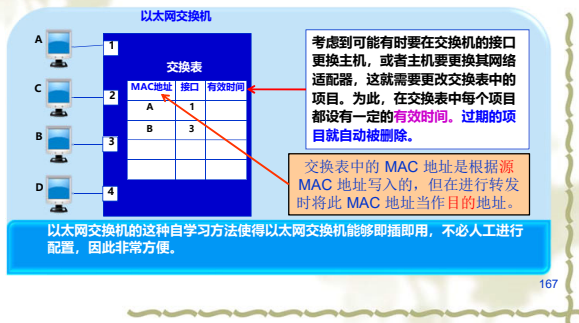 以太网交换机
A
1
交换表
MAC地址 接口 有效时间
A 1
B 3
C
2
B
3
D
4
考虑到可能有时要在交换机的接口
更换主机，或者主机要更换其网络
适配器，这就需要更改交换表中的
项目。为此，在交换表中每个项目
都设有一定的有效时间。过期的项
目就自动被删除。
交换表中的 MAC 地址是根据源
MAC 地址写入的，但在进行转发
时将此 MAC 地址当作目的地址。
以太网交换机的这种自学习方法使得以太网交换机能够即插即用，不必人工进行
配置，因此非常方便。
167